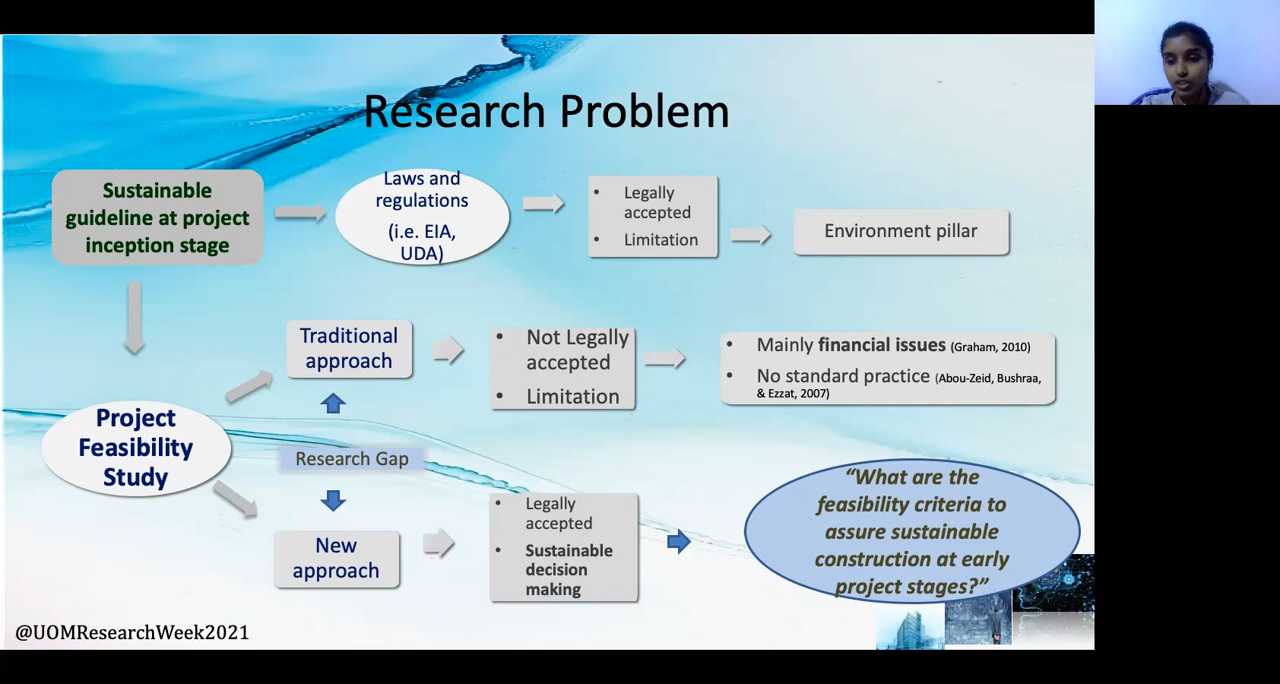 Research Problem
Sustainable
guideline at project
inception stage
Laws and
regulations
(i.e. EIA,
UDA)
• Legally
accepted
• Limitation
Environment pillar
Traditional
approach
• Not Legally
accepted
• Limitation
• Mainly financial issues (Graham, 2010)
• No standard practice (Abou-Zeid, Bushraa,
& Ezzat, 2007)
Project
Feasibility
Study
Research Gap
New
approach
• Legally
accepted
• Sustainable
decision
making
“What are the
feasibility criteria to
assure sustainable
construction at early
project stages?”
@UOMResearchWeek2021